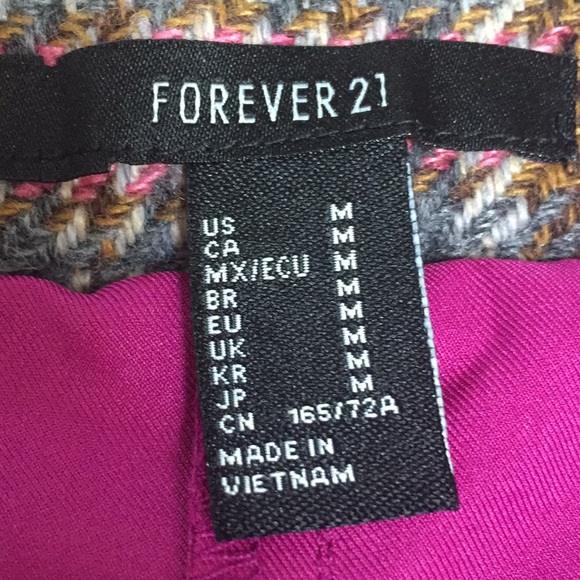 FOREVER 21
US M
CA M
MX/ECU M
BR M
EU M
UK M
KR M
JP M
CN 165/72A
MADE IN
VIETNAM